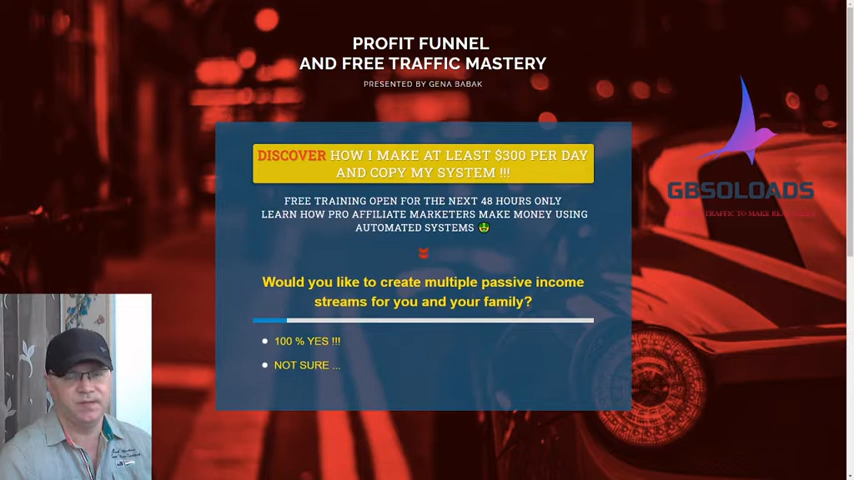 PROFIT FUNNEL
AND FREE TRAFFIC MASTERY
PRESENTED BY GENA BABAK
DISCOVER HOW I MAKE AT LEAST $300 PER DAY
AND COPY MY SYSTEM !!!
FREE TRAINING OPEN FOR THE NEXT 48 HOURS ONLY
LEARN HOW PRO AFFILIATE MARKETERS MAKE MONEY USING
AUTOMATED SYSTEMS 🤑
Would you like to create multiple passive income
streams for you and your family?
100 % YES !!!
NOT SURE ...
GBSOLOADS
TRAFFIC TO MAKE